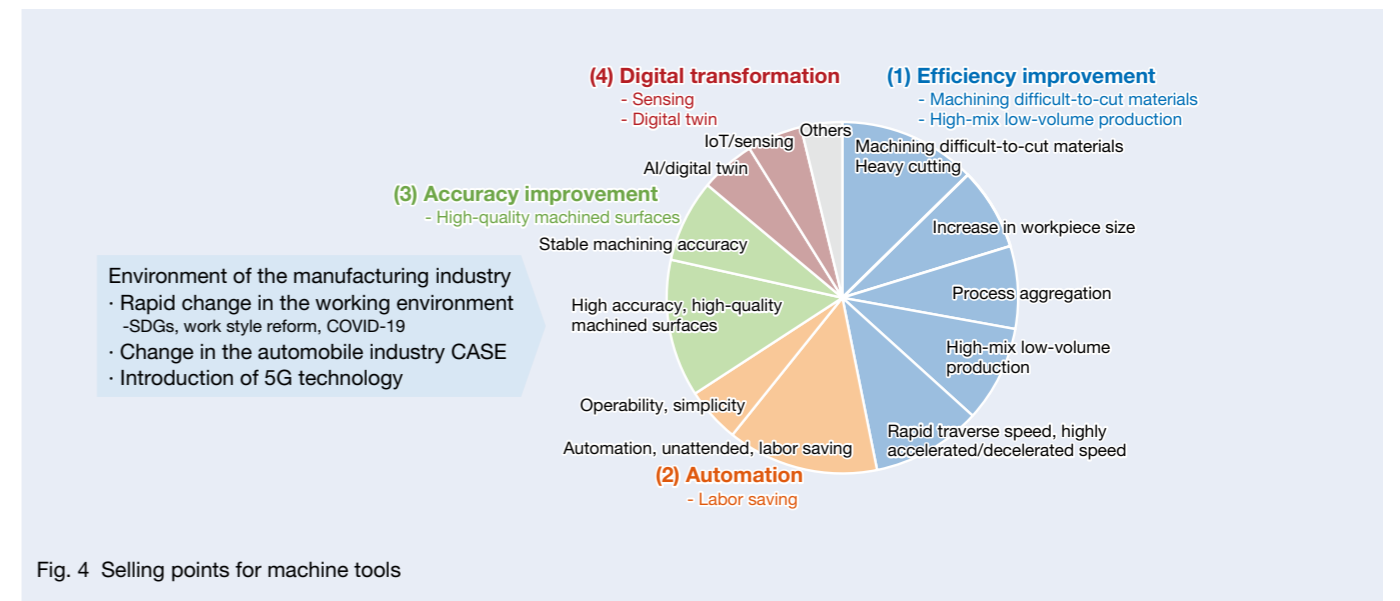 (4) Digital transformation
- Sensing
- Digital twin
(1) Efficiency improvement
- Machining difficult-to-cut materials
- High-mix low-volume production
Others
IoT/sensing
AI/digital twin
Machining difficult-to-cut materials
Heavy cutting
(3) Accuracy improvement
- High-quality machined surfaces
Stable machining accuracy
Increase in workpiece size
Environment of the manufacturing industry
· Rapid change in the working environment
-SDGs, work style reform, COVID-19
· Change in the automobile industry CASE
· Introduction of 5G technology
High accuracy, high-quality
machined surfaces
Process aggregation
High-mix low-volume
production
Operability, simplicity
Automation, unattended, labor saving
Rapid traverse speed, highly
accelerated/decelerated speed
(2) Automation
- Labor saving
Fig. 4 Selling points for machine tools